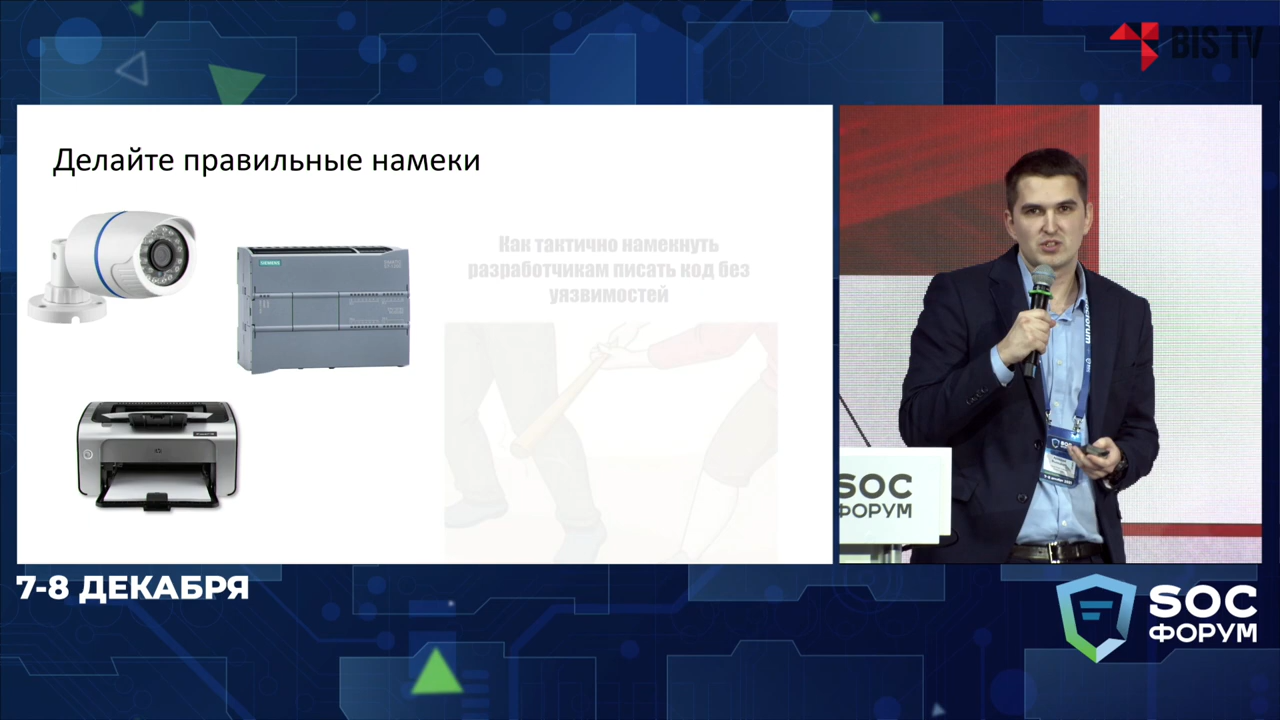 BIS TV
Делайте правильные намеки
SIEMENS
Как тактично намекнуть
разработчикам писать код без
уязвимостей
SOC
ФОРУМ
7-8 ДЕКАБРЯ
SOC
ФОРУМ